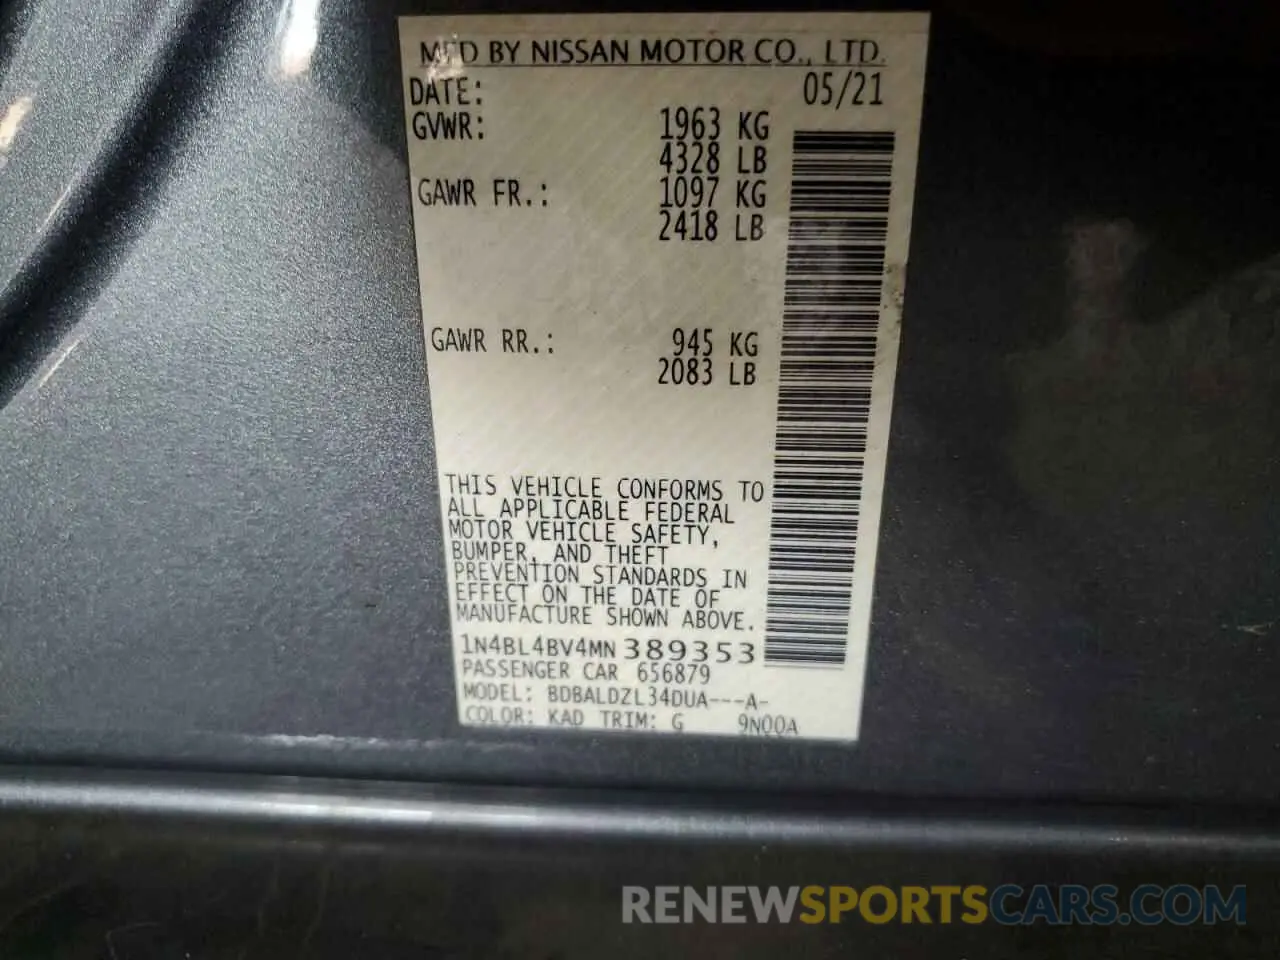 MFD BY NISSAN MOTOR CO., LTD.
DATE: 05/21
GVWR: 1963 KG
4328 LB
GAWR FR.: 1097 KG
2418 LB
GAWR RR.: 945 KG
2083 LB
THIS VEHICLE CONFORMS TO
ALL APPLICABLE FEDERAL
MOTOR VEHICLE SAFETY,
BUMPER, AND THEFT
PREVENTION STANDARDS IN
EFFECT ON THE DATE OF
MANUFACTURE SHOWN ABOVE.
1N4BL4BV4MN389353
PASSENGER CAR 656879
MODEL: BDBALDZL34DUA---A-
COLOR: KAD TRIM: G 9N00A
RENEWSPORTSCARS.COM